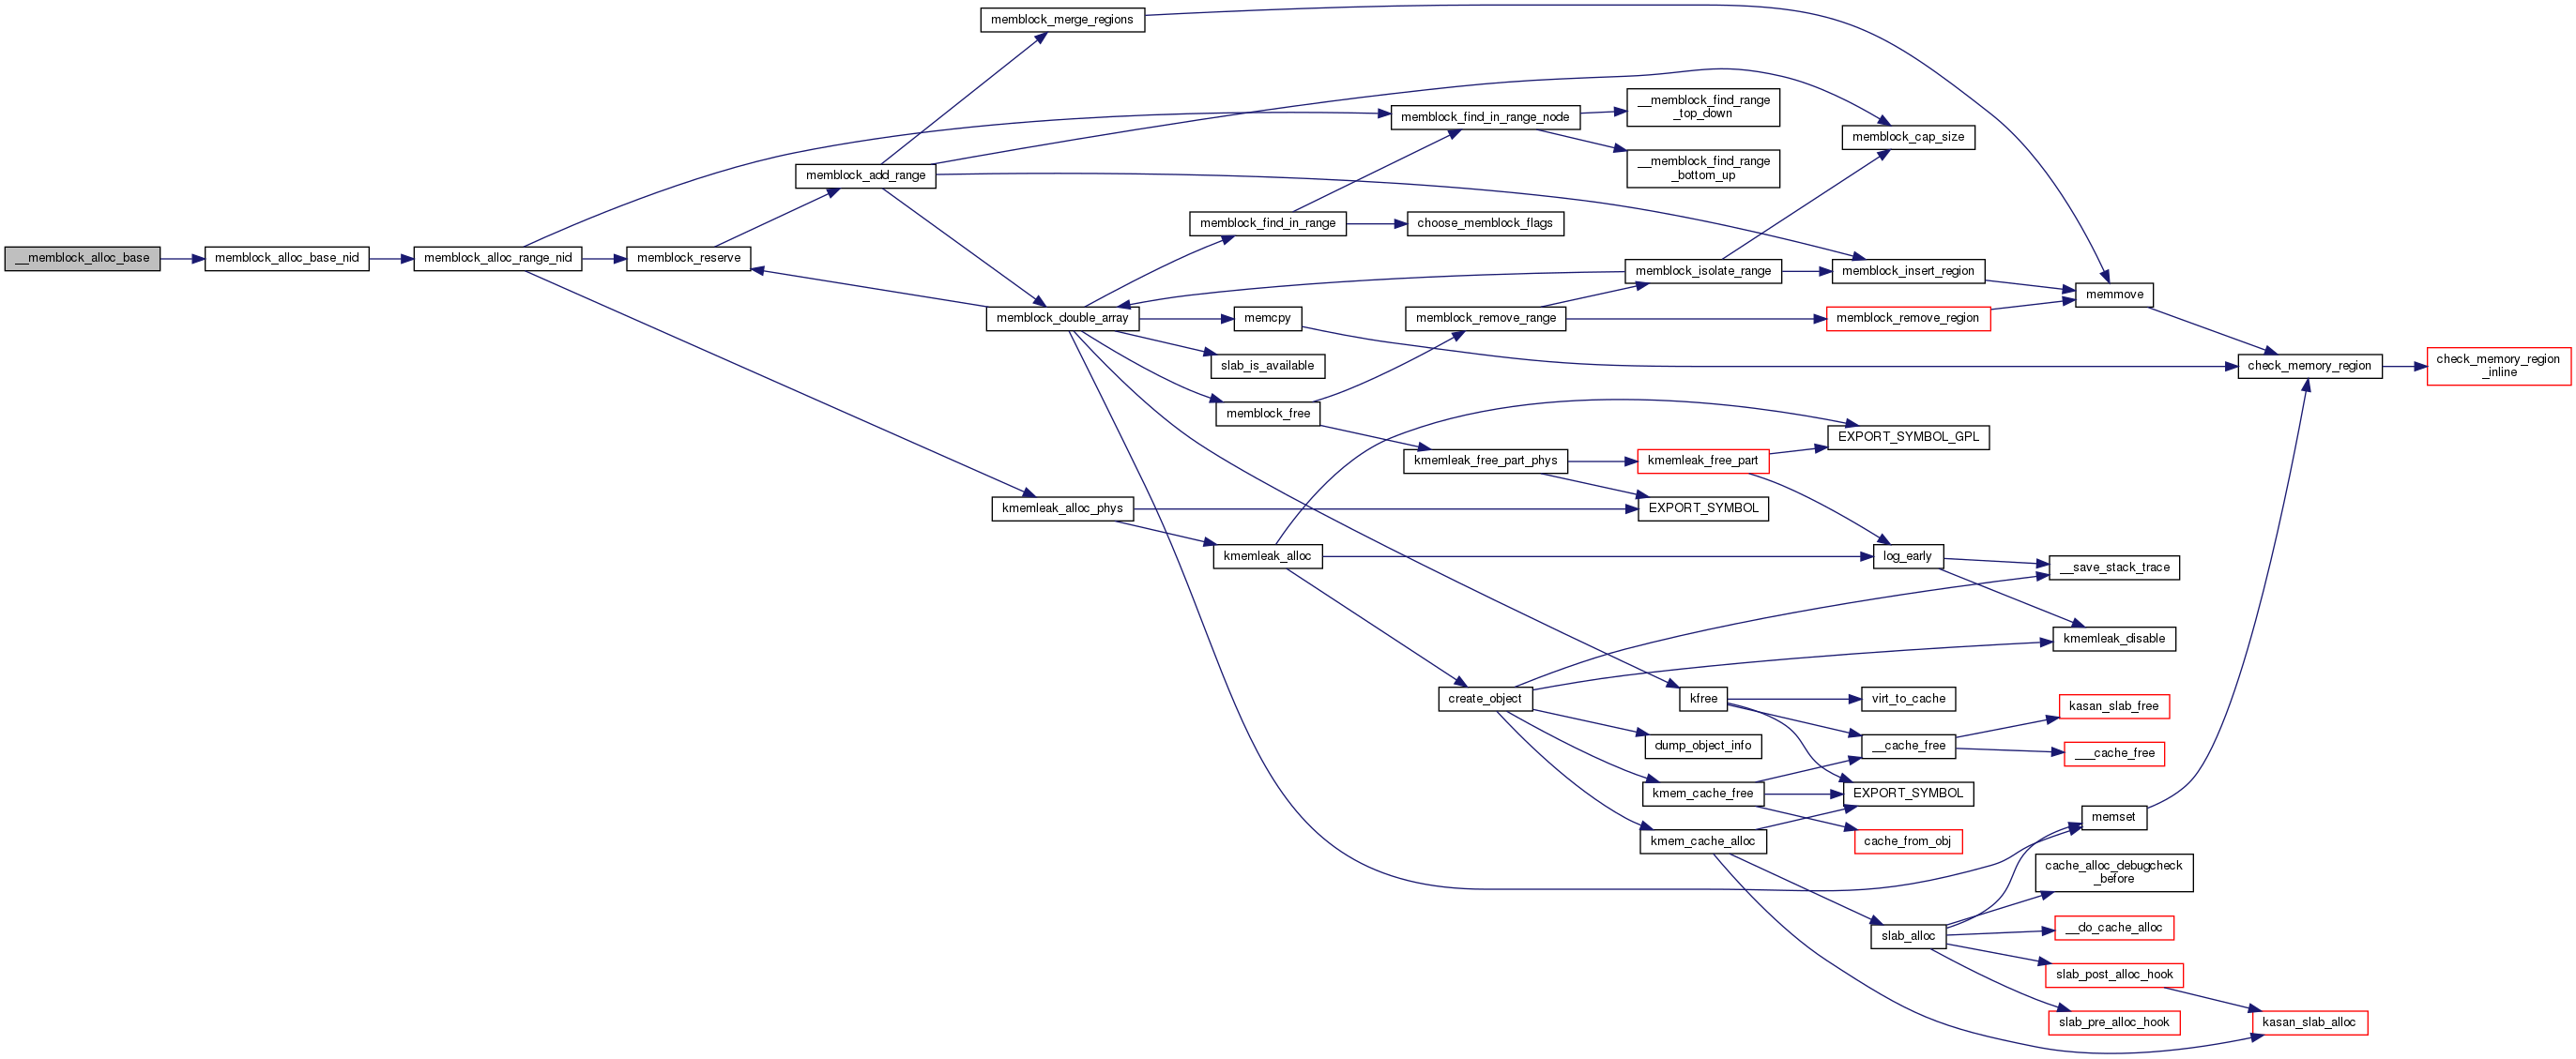 memblock_merge_regions
__memblock_find_range
_top_down
memblock_find_in_range_node
memblock_cap_size
__memblock_find_range
_bottom_up
memblock_add_range
memblock_find_in_range
choose_memblock_flags
__memblock_alloc_base
memblock_alloc_base_nid
memblock_alloc_range_nid
memblock_reserve
memblock_isolate_range
memblock_insert_region
memmove
memblock_double_array
memcpy
memblock_remove_range
memblock_remove_region
slab_is_available
check_memory_region
check_memory_region
_inline
memblock_free
EXPORT_SYMBOL_GPL
kmemleak_free_part_phys
kmemleak_free_part
kmemleak_alloc_phys
EXPORT_SYMBOL
kmemleak_alloc
log_early
__save_stack_trace
kmemleak_disable
create_object
kfree
virt_to_cache
kasan_slab_free
dump_object_info
__cache_free
___cache_free
kmem_cache_free
EXPORT_SYMBOL
memset
kmem_cache_alloc
cache_from_obj
cache_alloc_debugcheck
_before
slab_alloc
__do_cache_alloc
slab_post_alloc_hook
slab_pre_alloc_hook
kasan_slab_alloc